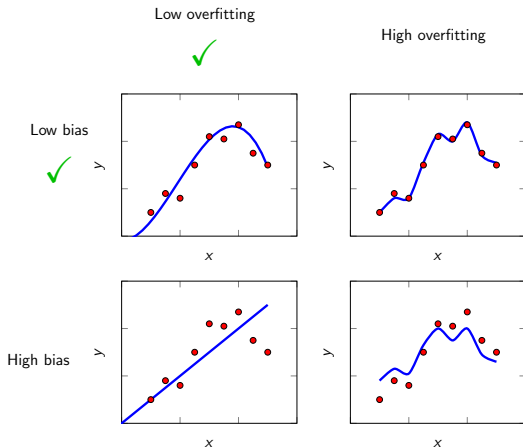 Low overfitting
High overfitting
Low bias
y
x
y
x
High bias
y
x
y
x